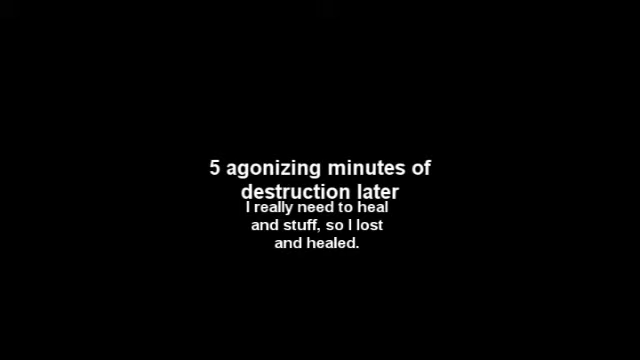 5 agonizing minutes of
destruction later
I really need to heal
and stuff, so I lost
and healed.